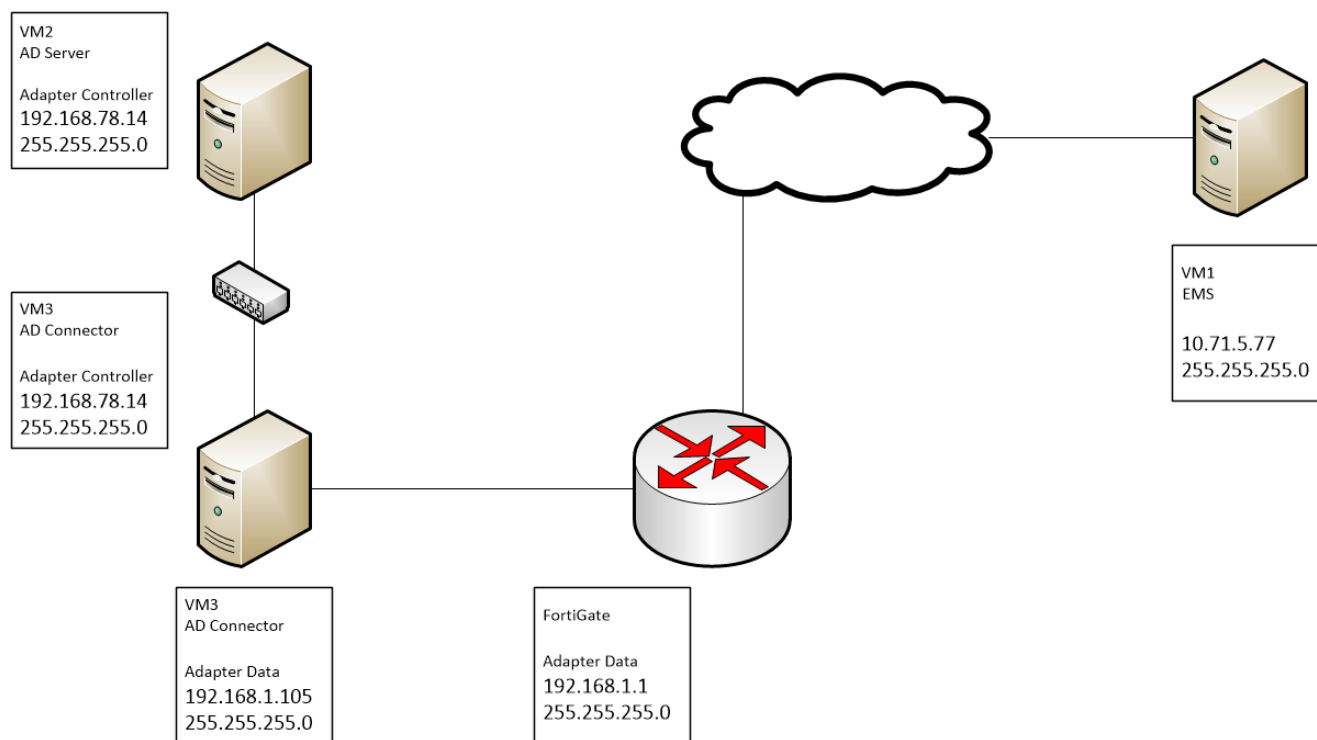 VM2
AD Server
Adapter Controller
192.168.78.14
255.255.255.0
VM3
AD Connector
Adapter Controller
192.168.78.14
255.255.255.0
VM1
EMS
10.71.5.77
255.255.255.0
VM3
AD Connector
Adapter Data
192.168.1.105
255.255.255.0
FortiGate
Adapter Data
192.168.1.1
255.255.255.0